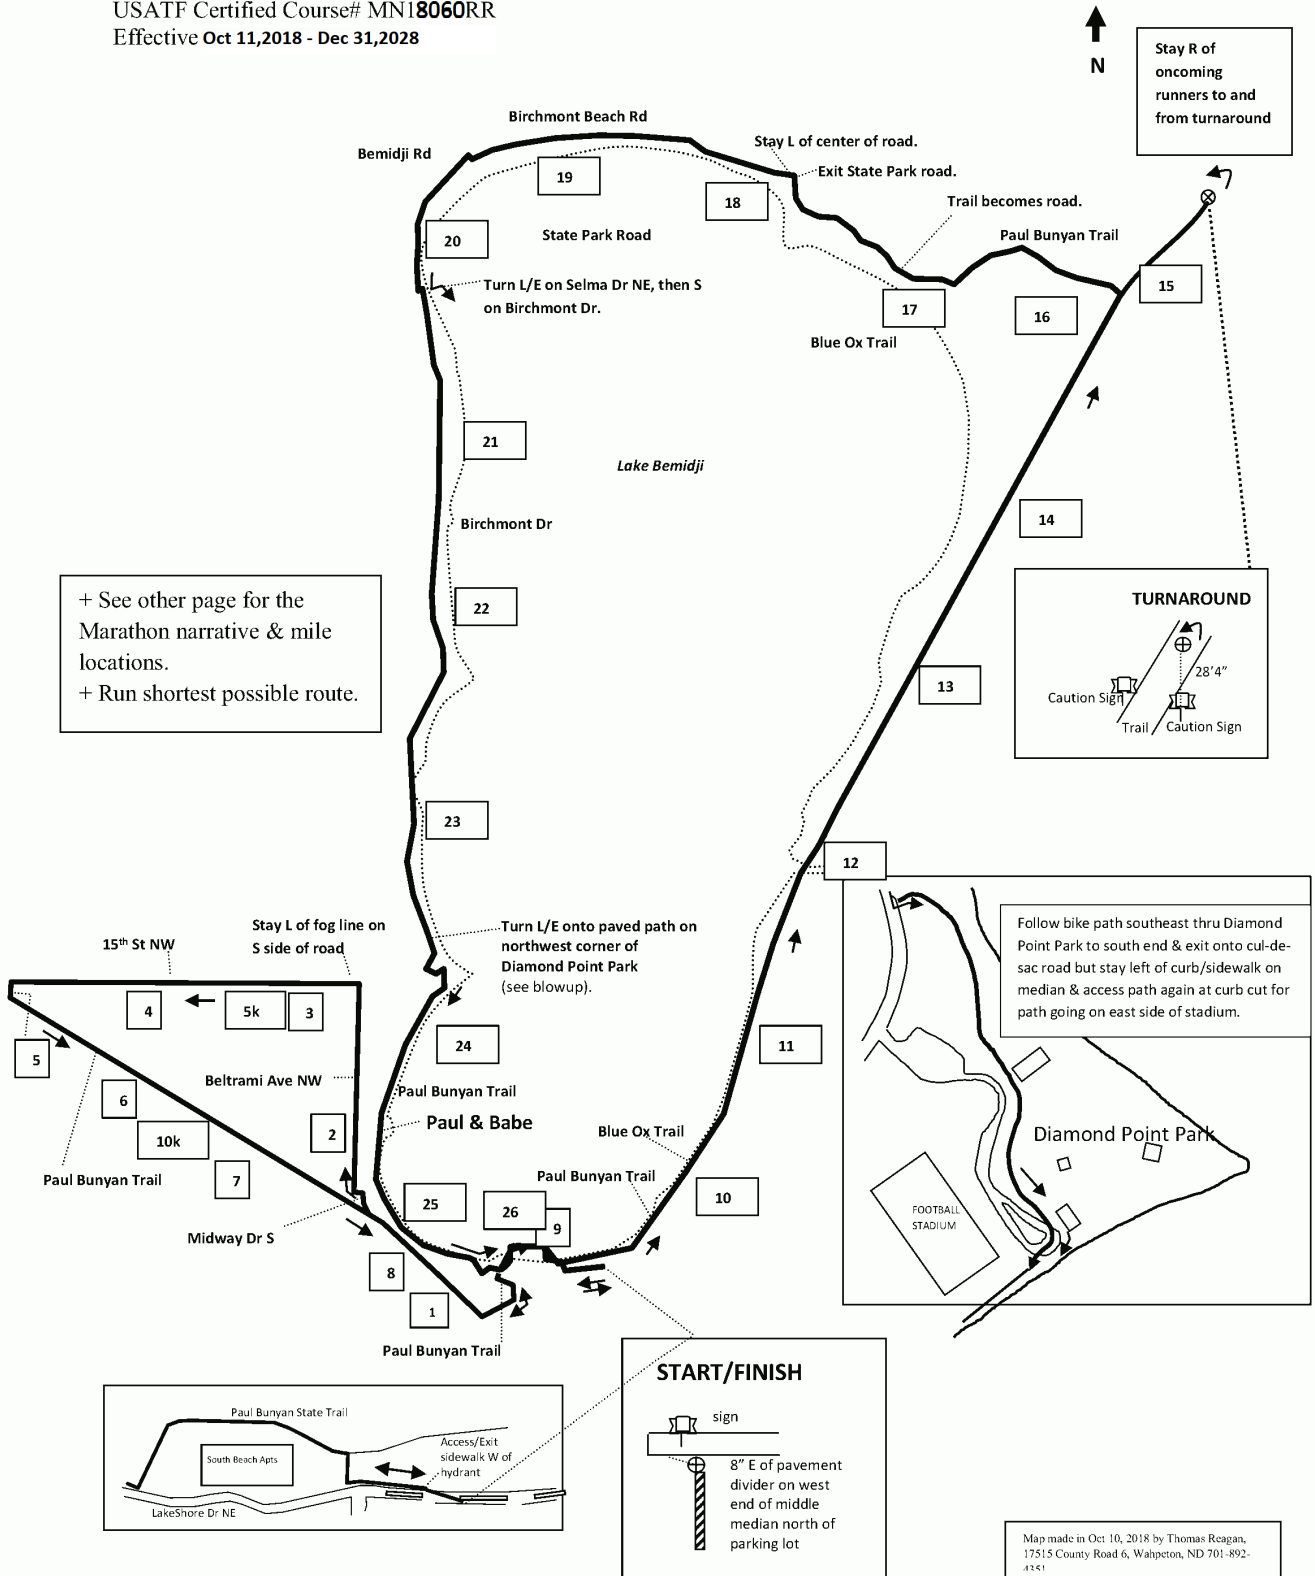 USATF Certified Course# MN18060RR
Effective Oct 11,2018 - Dec 31,2028
N
Stay R of
oncoming
runners to and
from turnaround
Birchmont Beach Rd
Bemidji Rd
Stay L of center of road.
Exit State Park road.
19
18
Trail becomes road.
20
State Park Road
Paul Bunyan Trail
15
Turn L/E on Selma Dr NE, then S
on Birchmont Dr.
17
16
Blue Ox Trail
21
Lake Bemidji
14
Birchmont Dr
+ See other page for the
Marathon narrative & mile
locations.
+ Run shortest possible route.
22
TURNAROUND
28'4"
Caution Sign
Trail
Caution Sign
13
23
12
Stay L of fog line on
S side of road
15th St NW
Turn L/E onto paved path on
northwest corner of
Diamond Point Park
(see blowup).
Follow bike path southeast thru Diamond
Point Park to south end & exit onto cul-de-
sac road but stay left of curb/sidewalk on
median & access path again at curb cut for
path going on east side of stadium.
4
5k
3
5
24
11
Beltrami Ave NW
Paul Bunyan Trail
6
Paul & Babe
10k
2
Blue Ox Trail
Diamond Point Park
7
Paul Bunyan Trail
Paul Bunyan Trail
25
26
9
10
FOOTBALL
STADIUM
Midway Dr S
8
1
Paul Bunyan Trail
START/FINISH
sign
8" E of pavement
divider on west
end of middle
median north of
parking lot
Paul Bunyan State Trail
South Beach Apts
Access/Exit
sidewalk W of
hydrant
LakeShore Dr NE
Map made in Oct 10, 2018 by Thomas Reagan,
17515 County Road 6, Wahpeton, ND 701-892-
4351